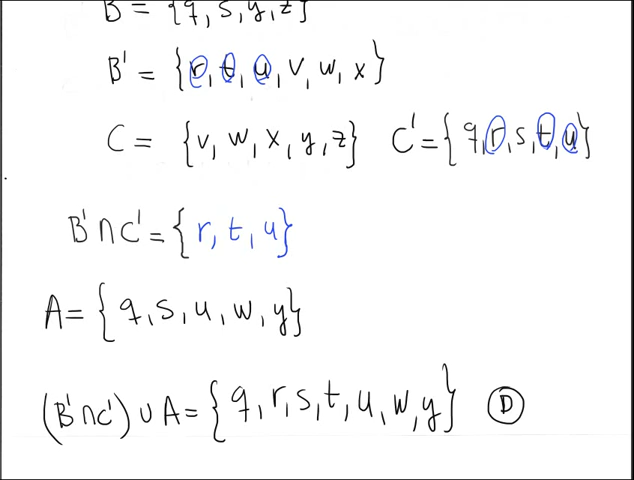 B = {q, s, y, z}
B' = {r, t, u, v, w, x}
C = {v, w, x, y, z} C' = {q, r, s, t, u}
B' ∩ C' = {r, t, u}
A = {q, s, u, w, y}
(B' ∩ C') ∪ A = {q, r, s, t, u, w, y} D